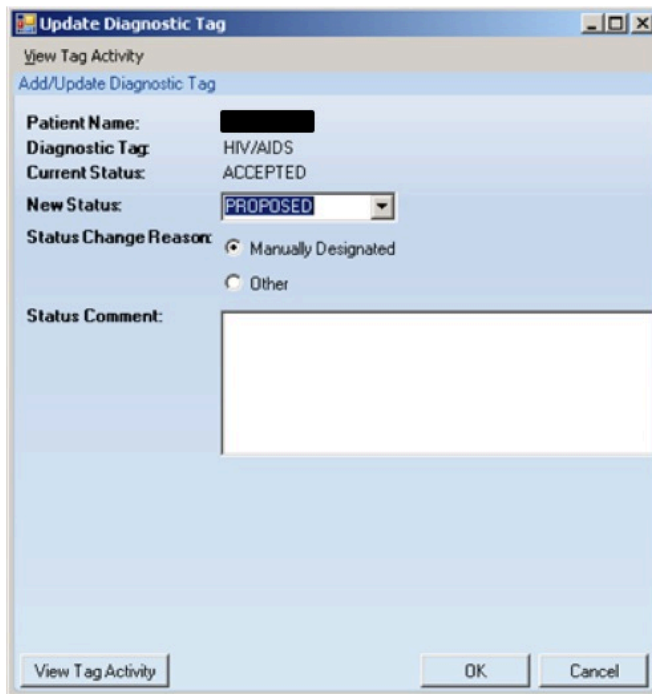 Update Diagnostic Tag
View Tag Activity
Add/Update Diagnostic Tag
Patient Name:
Diagnostic Tag: HIV/AIDS
Current Status: ACCEPTED
New Status: PROPOSED
Status Change Reason: Manually Designated
Other
Status Comment:
View Tag Activity OK Cancel